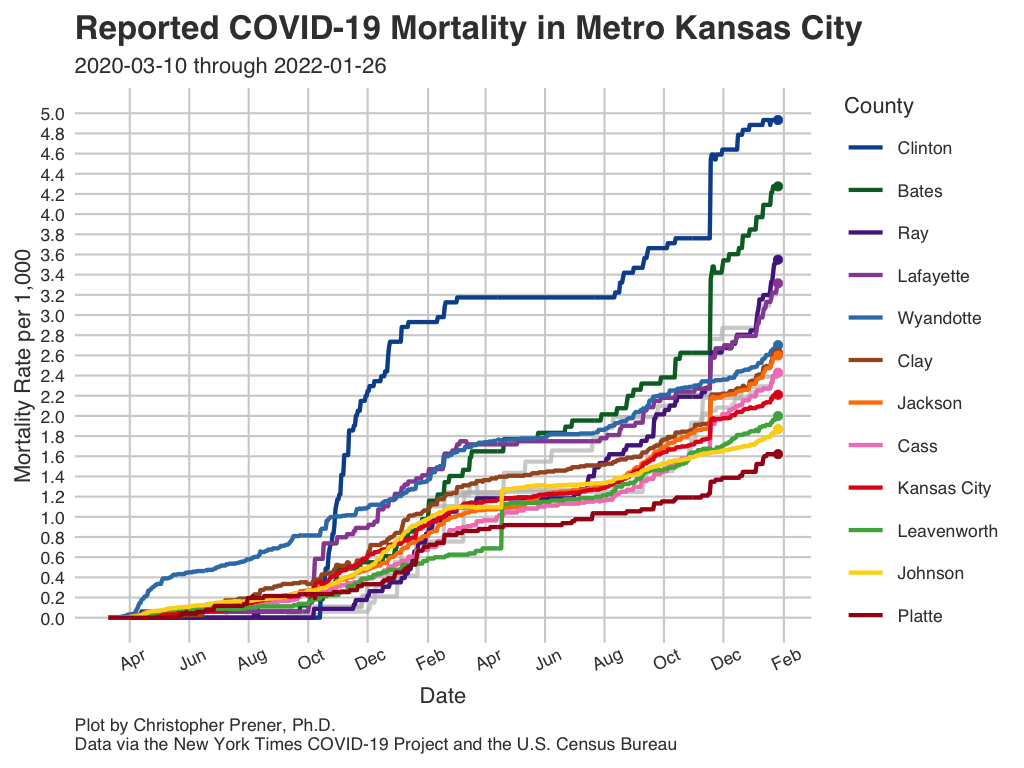 Reported COVID-19 Mortality in Metro Kansas City
2020-03-10 through 2022-01-26
Mortality Rate per 1,000
5.0
4.8
4.6
4.4
4.2
4.0
3.8
3.6
3.4
3.2
3.0
2.8
2.6
2.4
2.2
2.0
1.8
1.6
1.4
1.2
1.0
0.8
0.6
0.4
0.2
0.0
Apr Jun Aug Oct Dec Feb Apr Jun Aug Oct Dec Feb
Date
County
Clinton
Bates
Ray
Lafayette
Wyandotte
Clay
Jackson
Cass
Kansas City
Leavenworth
Johnson
Platte
Plot by Christopher Prener, Ph.D.
Data via the New York Times COVID-19 Project and the U.S. Census Bureau